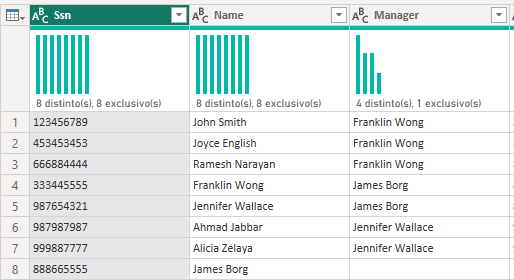 ABC Ssn ABC Name ABC Manager
8 distinto(s), 8 exclusivo(s) 8 distinto(s), 8 exclusivo(s) 4 distinto(s), 1 exclusivo(s)
1 123456789 John Smith Franklin Wong
2 453453453 Joyce English Franklin Wong
3 666884444 Ramesh Narayan Franklin Wong
4 333445555 Franklin Wong James Borg
5 987654321 Jennifer Wallace James Borg
6 987987987 Ahmad Jabbar Jennifer Wallace
7 999887777 Alicia Zelaya Jennifer Wallace
8 888665555 James Borg